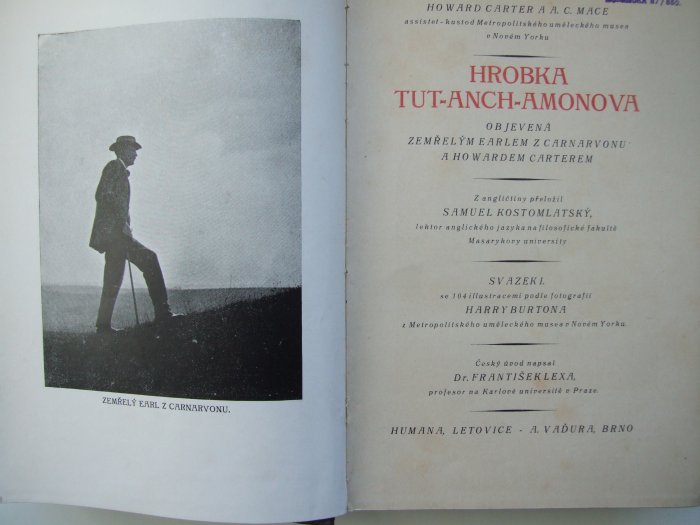 ZEMŘELÝ EARL Z CARNARVONU.
HOWARD CARTER A A. C. MACE
assistet-kustod Metropolitského uměleckého musea
v Novém Yorku
HROBKA
TUT-ANCH-AMONOVA
OBJEVENÁ
ZEMŘELÝM EARLEM Z CARNARVONU
A HOWARDEM CARTEREM
Z angličtiny přeložil
SAMUEL KOSTOMLATSKÝ,
lektor anglického jazyka na filosofické fakultě
Masarykovy university
SVAZEK I.
se 104 illustracemi podle fotografií
HARRY BURTONA
z Metropolitského uměleckého musea v Novém Yorku.
Český úvod napsal
Dr. FRANTIŠEK LEXA,
profesor na Karlově universitě v Praze.
HUMANA, LETOVICE - A. VAĎURA, BRNO